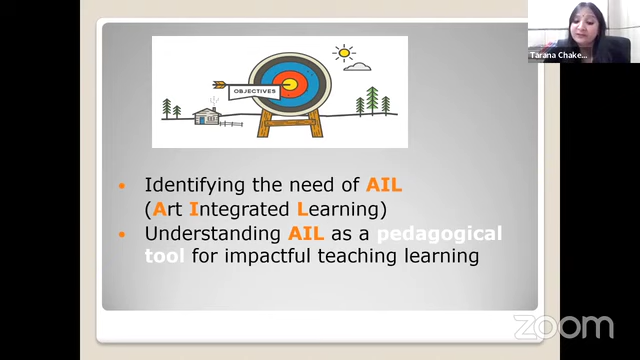 Tarana Chake...
OBJECTIVES
• Identifying the need of AIL
(Art Integrated Learning)
• Understanding AIL as a pedagogical
tool for impactful teaching learning
zoom